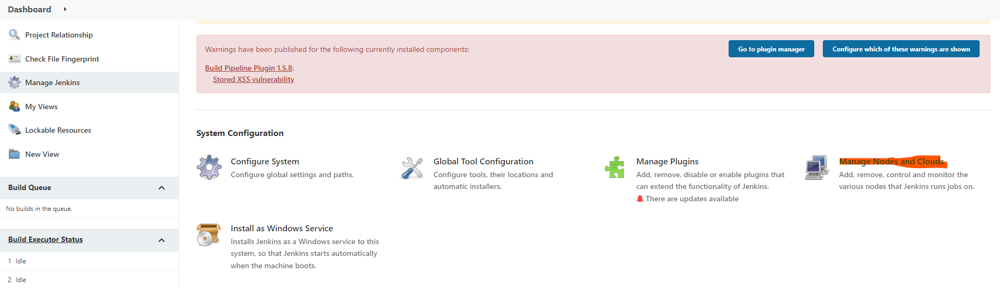 Dashboard
Project Relationship
Check File Fingerprint
Manage Jenkins
My Views
Lockable Resources
New View
Build Queue
No builds in the queue.
Build Executor Status
1 Idle
2 Idle
Warnings have been published for the following currently installed components:
Go to plugin manager
Configure which of these warnings are shown
Build Pipeline Plugin 1.5.8:
Stored XSS vulnerability
System Configuration
Configure System
Configure global settings and paths.
Global Tool Configuration
Configure tools, their locations and
automatic installers.
Manage Plugins
Add, remove, disable or enable plugins that
can extend the functionality of Jenkins.
There are updates available
Manage Nodes and Clouds
Add, remove, control and monitor the
various nodes that Jenkins runs jobs on.
Install as Windows Service
Installs Jenkins as a Windows service to this
system, so that Jenkins starts automatically
when the machine boots.